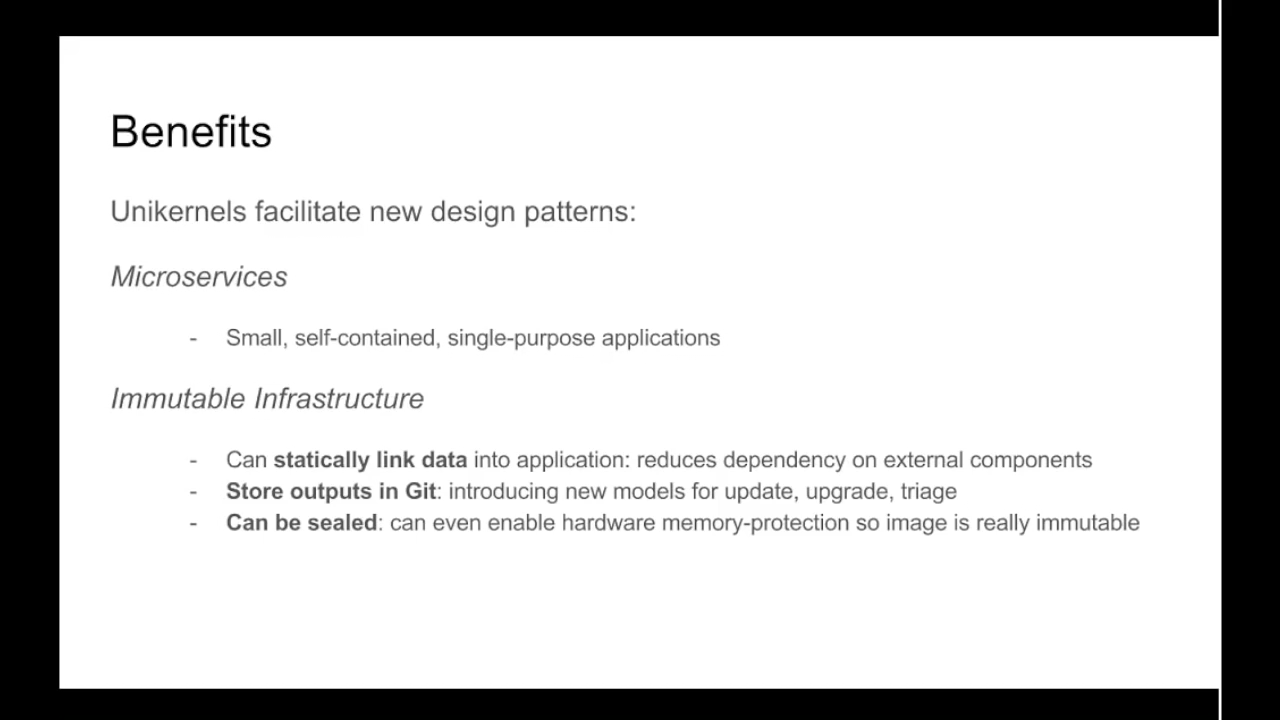 Benefits
Unikernels facilitate new design patterns:
Microservices
- Small, self-contained, single-purpose applications
Immutable Infrastructure
- Can statically link data into application: reduces dependency on external components
- Store outputs in Git: introducing new models for update, upgrade, triage
- Can be sealed: can even enable hardware memory-protection so image is really immutable